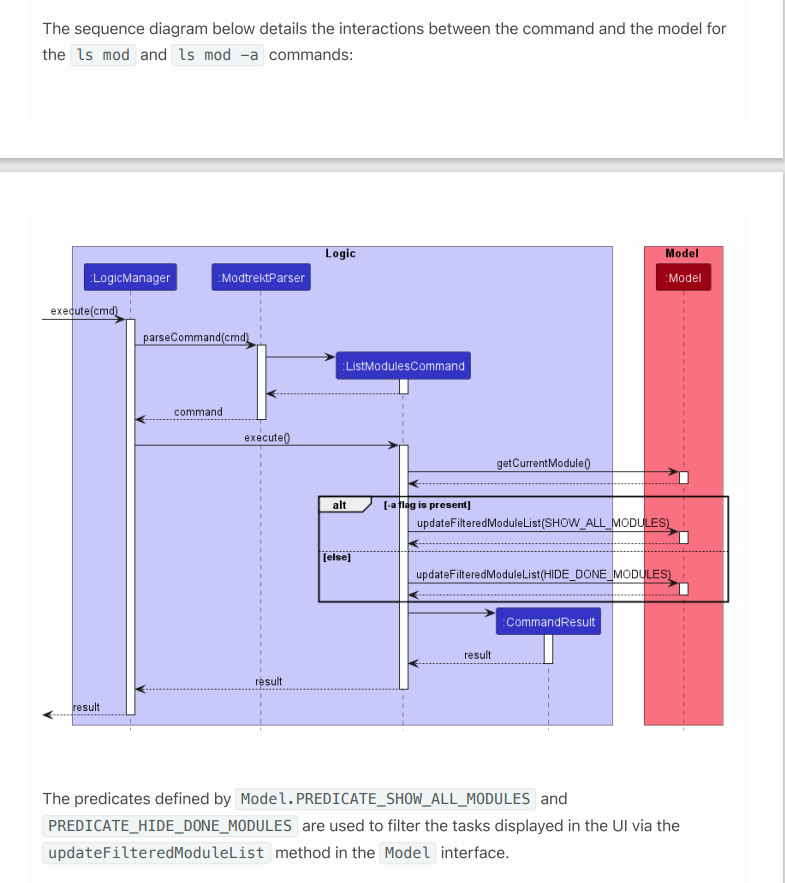 The sequence diagram below details the interactions between the command and the model for
the ls mod and ls mod -a commands:
Logic
Model
:LogicManager
:ModtrektParser
:Model
execute(cmd)
parseCommand(cmd)
:ListModulesCommand
command
execute()
getCurrentModule()
alt
[-a flag is present]
updateFilteredModuleList(SHOW_ALL_MODULES)
[else]
updateFilteredModuleList(HIDE_DONE_MODULES)
:CommandResult
result
result
result
The predicates defined by Model.PREDICATE_SHOW_ALL_MODULES and
PREDICATE_HIDE_DONE_MODULES are used to filter the tasks displayed in the UI via the
updateFilteredModuleList method in the Model interface.